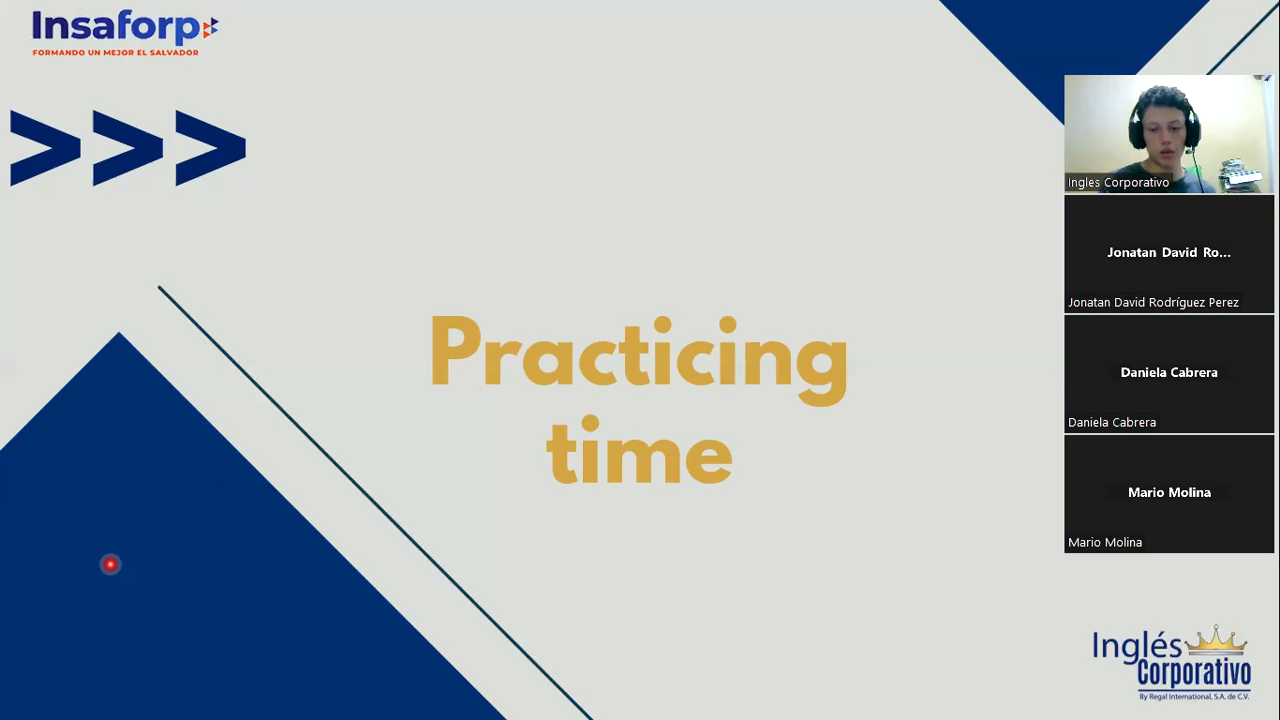 Insaforp
FORMANDO UN MEJOR EL SALVADOR
>>>
Practicing
time
Ingles Corporativo
Jonatan David Ro...
Jonatan David Rodríguez Perez
Daniela Cabrera
Daniela Cabrera
Mario Molina
Mario Molina
Inglés
Corporativo
By Regal International, S.A. de C.V.